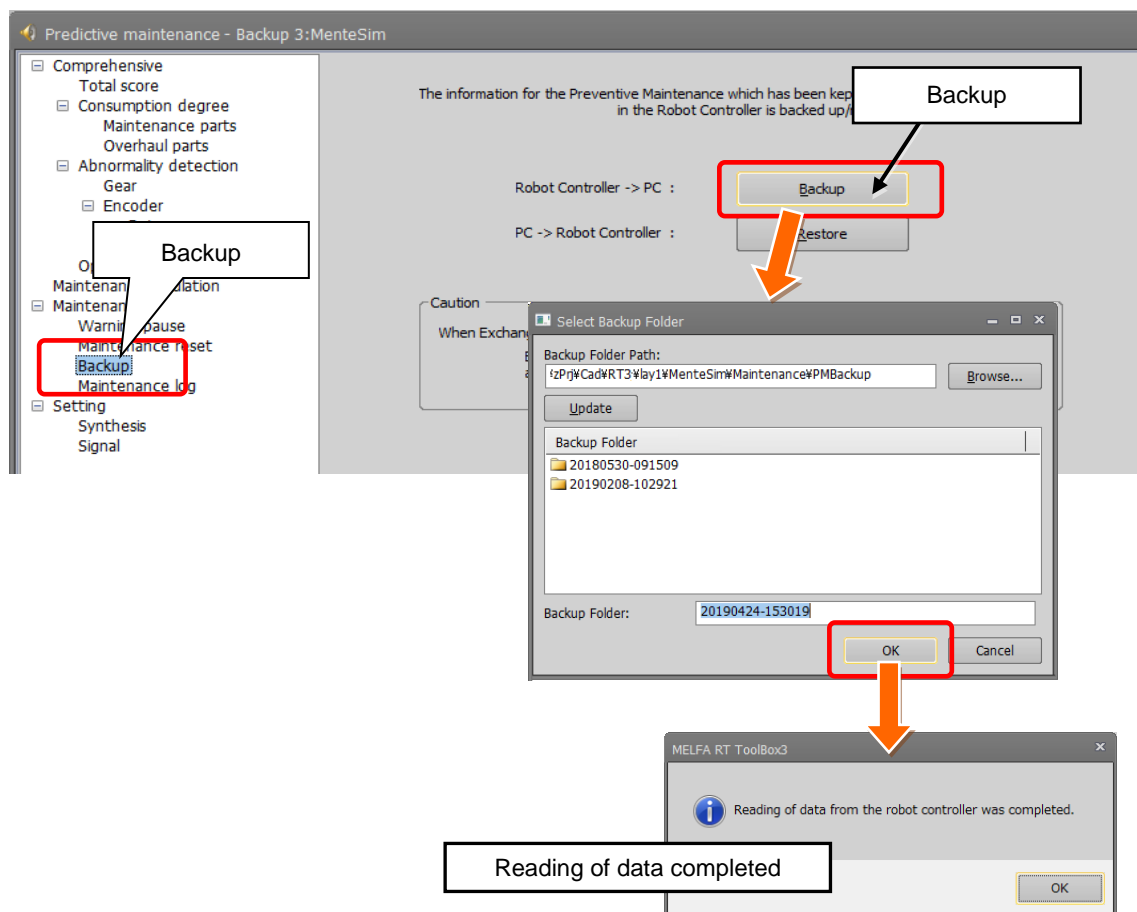 Predictive maintenance - Backup 3:MenteSim
Comprehensive
Total score
Consumption degree
Maintenance parts
Overhaul parts
Abnormality detection
Gear
Encoder
Backup
Warning pause
Maintenance reset
Backup
Maintenance log
Setting
Synthesis
Signal
The information for the Preventive Maintenance which has been
in the Robot Controller is backed
Backup
Robot Controller -> PC :
Backup
PC -> Robot Controller :
Restore
Caution
When
Select Backup Folder
Backup Folder Path:
zPrj¥Cad¥RT3¥lay1¥MenteSim¥Maintenance¥PMBackup
Browse...
Update
Backup Folder
20180530-091509
20190208-102921
Backup Folder:
20190424-153019
OK
Cancel
MELFA RT ToolBox3
Reading of data from the robot controller was completed.
Reading of data completed
OK